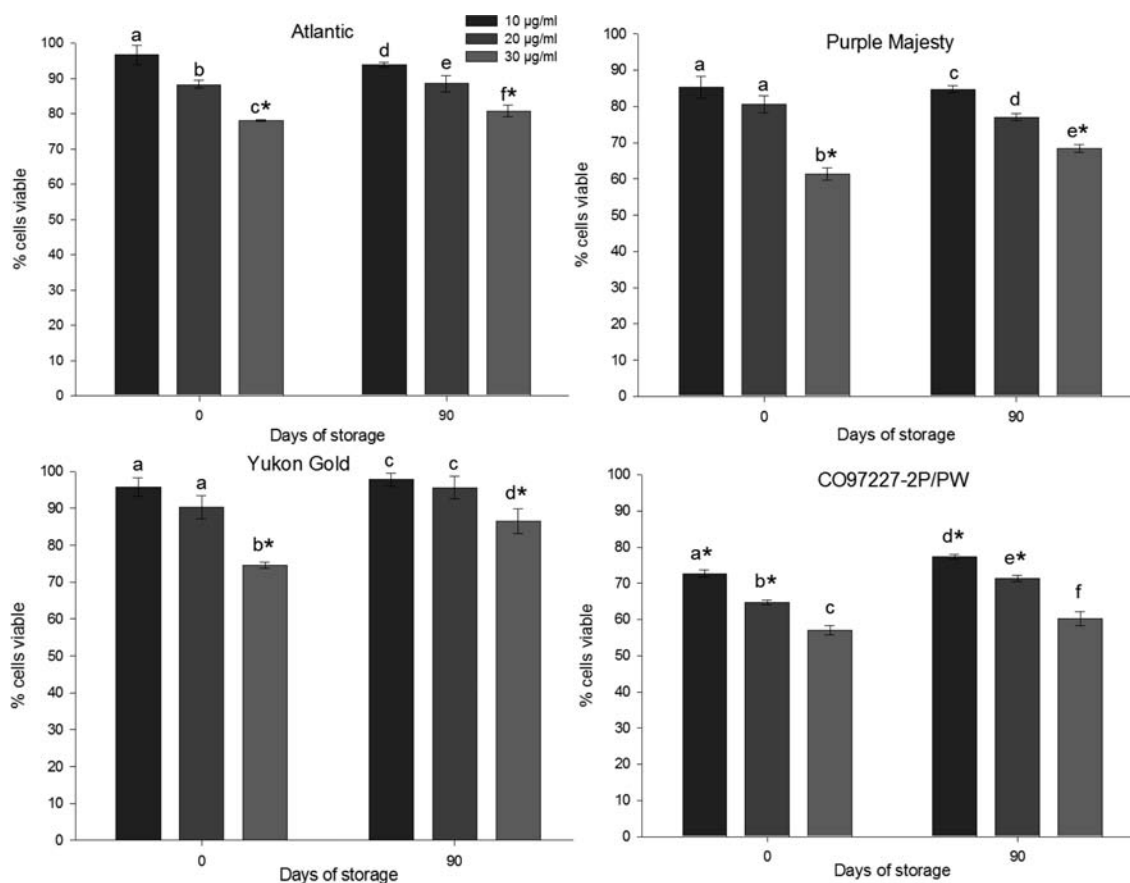 Atlantic
10 µg/ml
20 µg/ml
30 µg/ml
% cells viable
100
90
80
70
60
50
40
30
20
10
0
a
b
c*
d
e
f*
0
90
Days of storage
Purple Majesty
% cells viable
100
90
80
70
60
50
40
30
20
10
0
a
a
b*
c
d
e*
0
90
Days of storage
Yukon Gold
% cells viable
100
90
80
70
60
50
40
30
20
10
0
a
a
b*
c
c
d*
0
90
Days of storage
CO97227-2P/PW
% cells viable
100
90
80
70
60
50
40
30
20
10
0
a*
b*
c
d*
e*
f
0
90
Days of storage